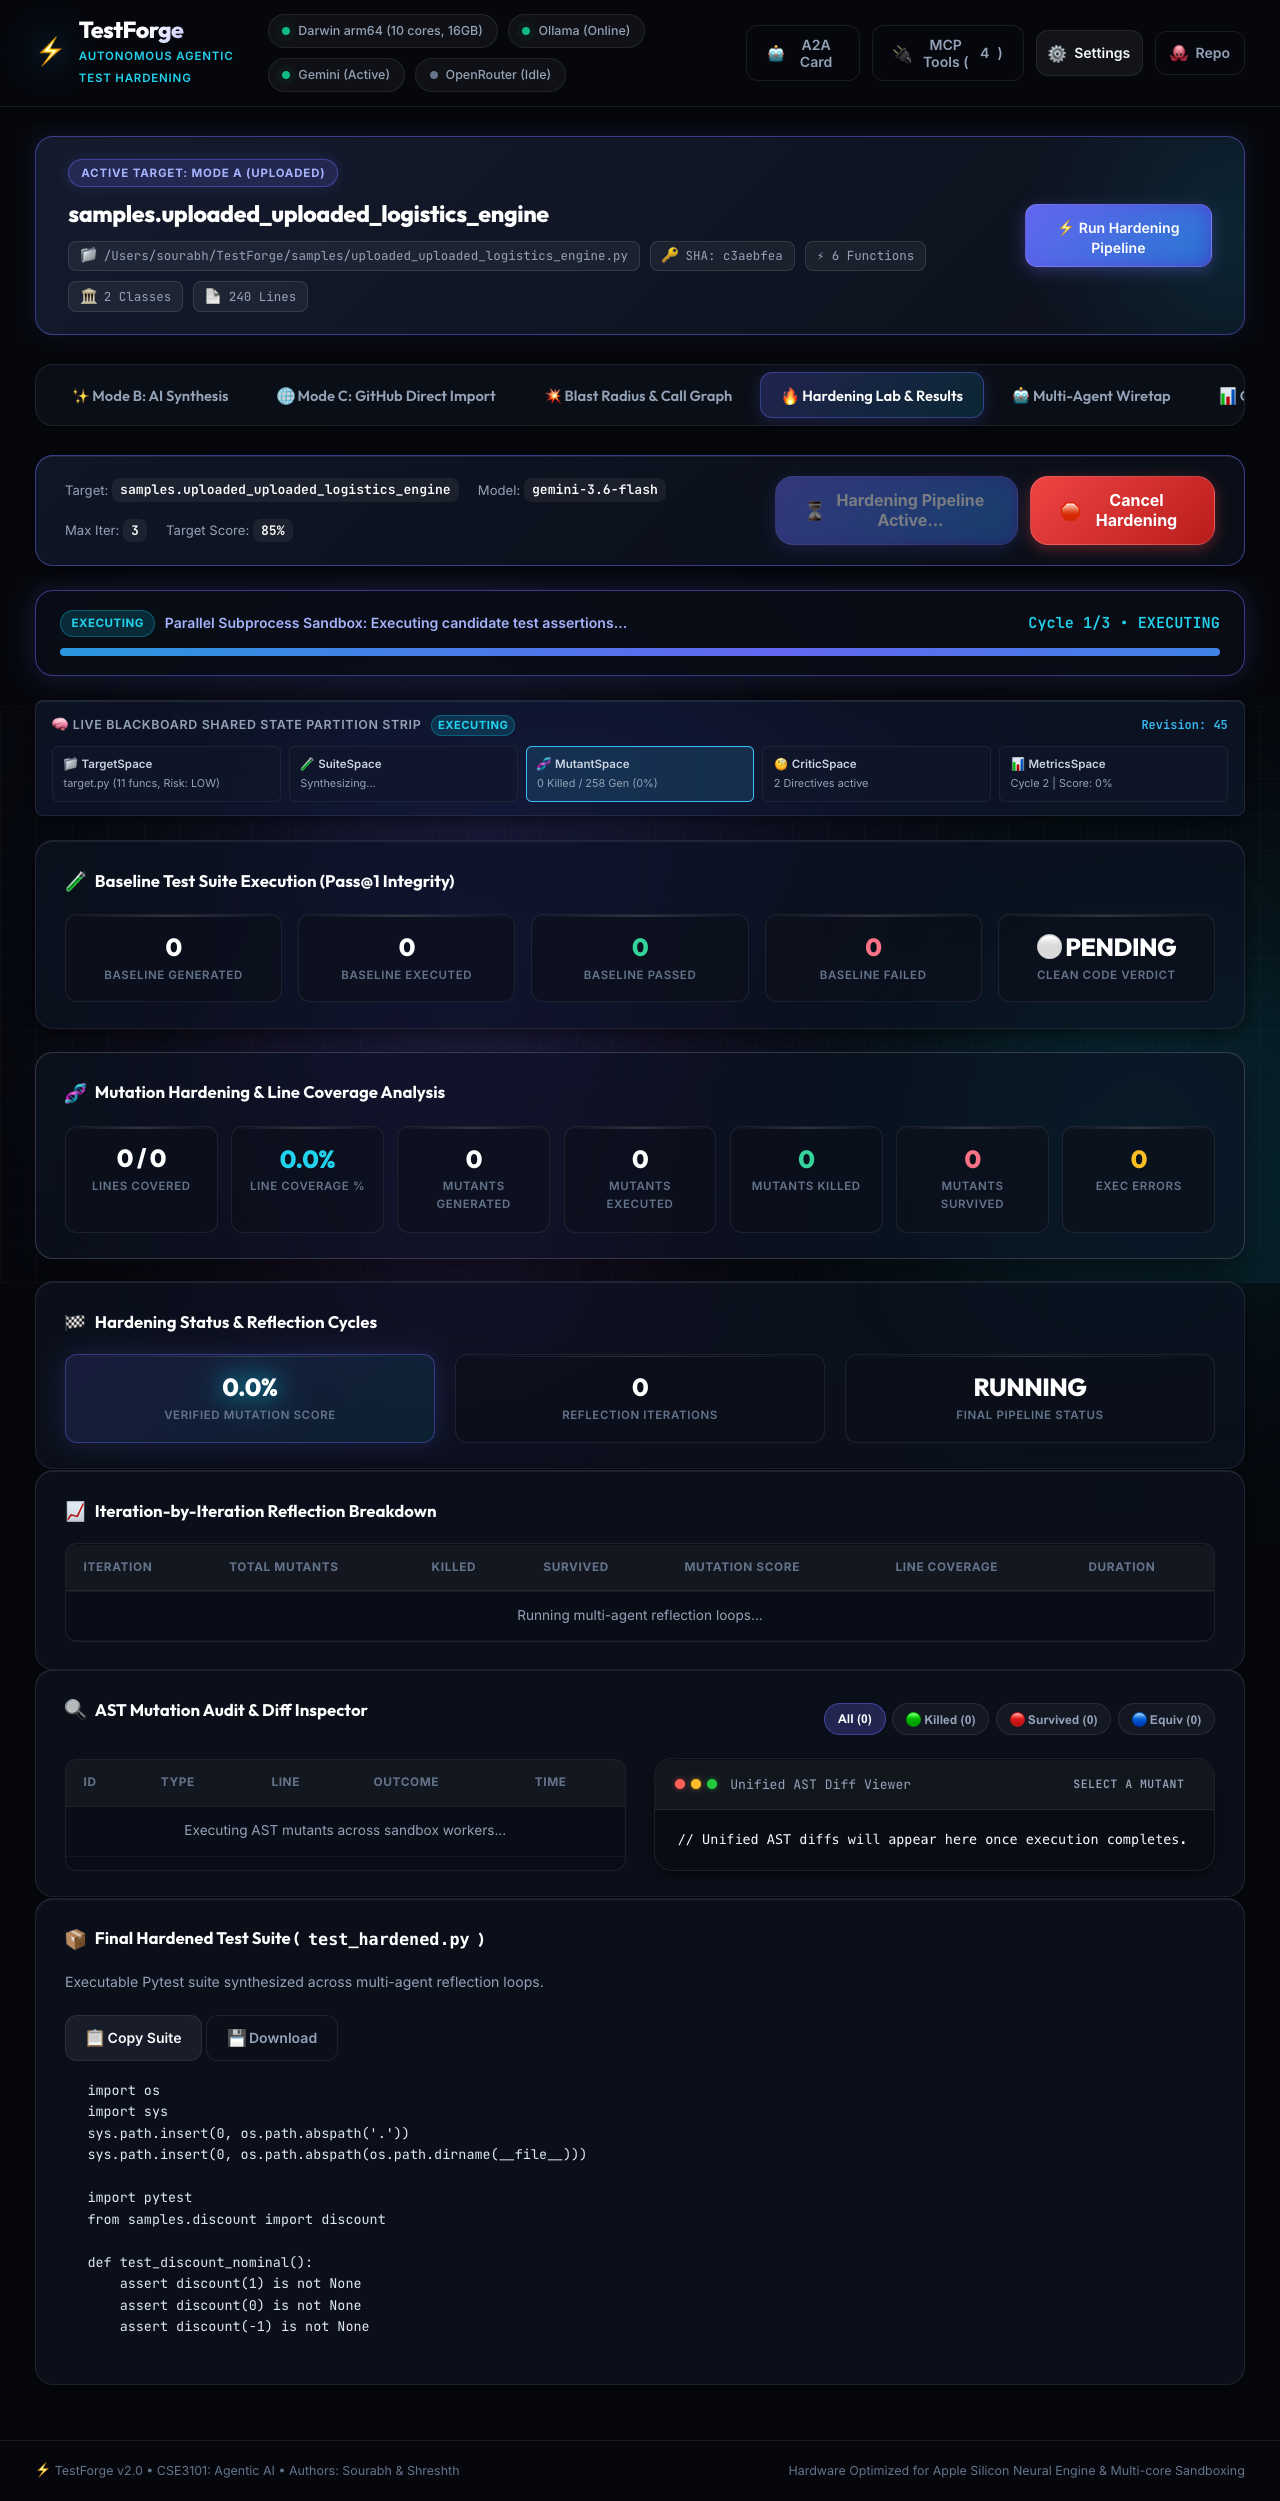 TestForge
AUTONOMOUS AGENTIC
TEST HARDENING
Darwin arm64 (10 cores, 16GB)
Ollama (Online)
Gemini (Active)
OpenRouter (Idle)
A2A
Card
MCP
Tools ( 4 )
Settings
Repo
ACTIVE TARGET: MODE A (UPLOADED)
samples.uploaded_uploaded_logistics_engine
/Users/sourabh/TestForge/samples/uploaded_uploaded_logistics_engine.py
SHA: c3aebfea
⚡ 6 Functions
2 Classes
240 Lines
⚡ Run Hardening
Pipeline
Mode B: AI Synthesis
Mode C: GitHub Direct Import
Blast Radius & Call Graph
Hardening Lab & Results
Multi-Agent Wiretap
Target: samples.uploaded_uploaded_logistics_engine
Model: gemini-3.6-flash
Max Iter: 3
Target Score: 85%
Hardening Pipeline
Active...
Cancel
Hardening
EXECUTING
Parallel Subprocess Sandbox: Executing candidate test assertions...
Cycle 1/3 • EXECUTING
LIVE BLACKBOARD SHARED STATE PARTITION STRIP
EXECUTING
Revision: 45
TargetSpace
target.py (11 funcs, Risk: LOW)
SuiteSpace
Synthesizing...
MutantSpace
0 Killed / 258 Gen (0%)
CriticSpace
2 Directives active
MetricsSpace
Cycle 2 | Score: 0%
Baseline Test Suite Execution (Pass@1 Integrity)
0
BASELINE GENERATED
0
BASELINE EXECUTED
0
BASELINE PASSED
0
BASELINE FAILED
PENDING
CLEAN CODE VERDICT
Mutation Hardening & Line Coverage Analysis
0 / 0
LINES COVERED
0.0%
LINE COVERAGE %
0
MUTANTS
GENERATED
0
MUTANTS
EXECUTED
0
MUTANTS KILLED
0
MUTANTS
SURVIVED
0
EXEC ERRORS
Hardening Status & Reflection Cycles
0.0%
VERIFIED MUTATION SCORE
0
REFLECTION ITERATIONS
RUNNING
FINAL PIPELINE STATUS
Iteration-by-Iteration Reflection Breakdown
ITERATION TOTAL MUTANTS KILLED SURVIVED MUTATION SCORE LINE COVERAGE DURATION
Running multi-agent reflection loops...
AST Mutation Audit & Diff Inspector
All (0)
Killed (0)
Survived (0)
Equiv (0)
ID TYPE LINE OUTCOME TIME
Executing AST mutants across sandbox workers...
Unified AST Diff Viewer
SELECT A MUTANT
// Unified AST diffs will appear here once execution completes.
Final Hardened Test Suite ( test_hardened.py )
Executable Pytest suite synthesized across multi-agent reflection loops.
Copy Suite
Download
import os
import sys
sys.path.insert(0, os.path.abspath('.'))
sys.path.insert(0, os.path.abspath(os.path.dirname(__file__)))
import pytest
from samples.discount import discount
def test_discount_nominal():
    assert discount(1) is not None
    assert discount(0) is not None
    assert discount(-1) is not None
⚡ TestForge v2.0 • CSE3101: Agentic AI • Authors: Sourabh & Shreshth
Hardware Optimized for Apple Silicon Neural Engine & Multi-core Sandboxing